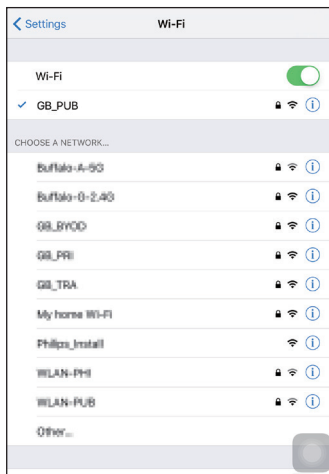 Settings
Wi-Fi
Wi-Fi
GB_PUB
CHOOSE A NETWORK...
Buffalo-A-5G
Buffalo-G-2.4G
GB_BYOD
GB_PRI
GB_TRA
My home Wi-Fi
Philips_Install
WLAN-PHI
WLAN-PUB
Other...